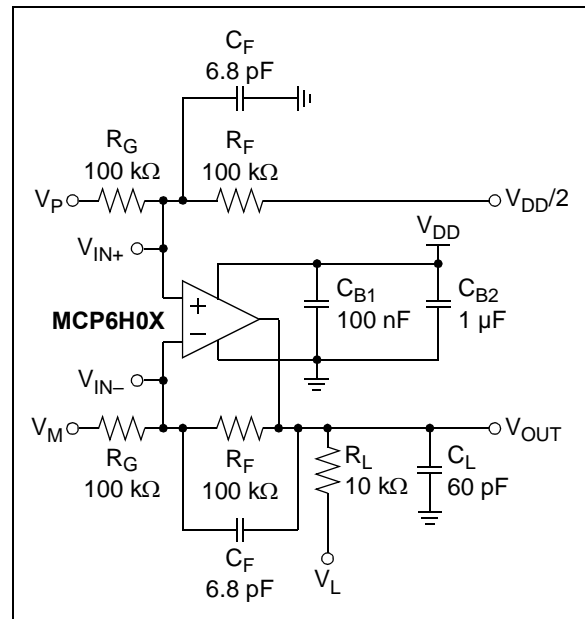 C_F
6.8 pF
R_G
100 kΩ
R_F
100 kΩ
V_P
V_DD/2
V_IN+
V_DD
MCP6H0X
+
–
C_B1
100 nF
C_B2
1 µF
V_IN–
V_M
V_OUT
R_G
100 kΩ
R_F
100 kΩ
R_L
10 kΩ
C_L
60 pF
C_F
6.8 pF
V_L